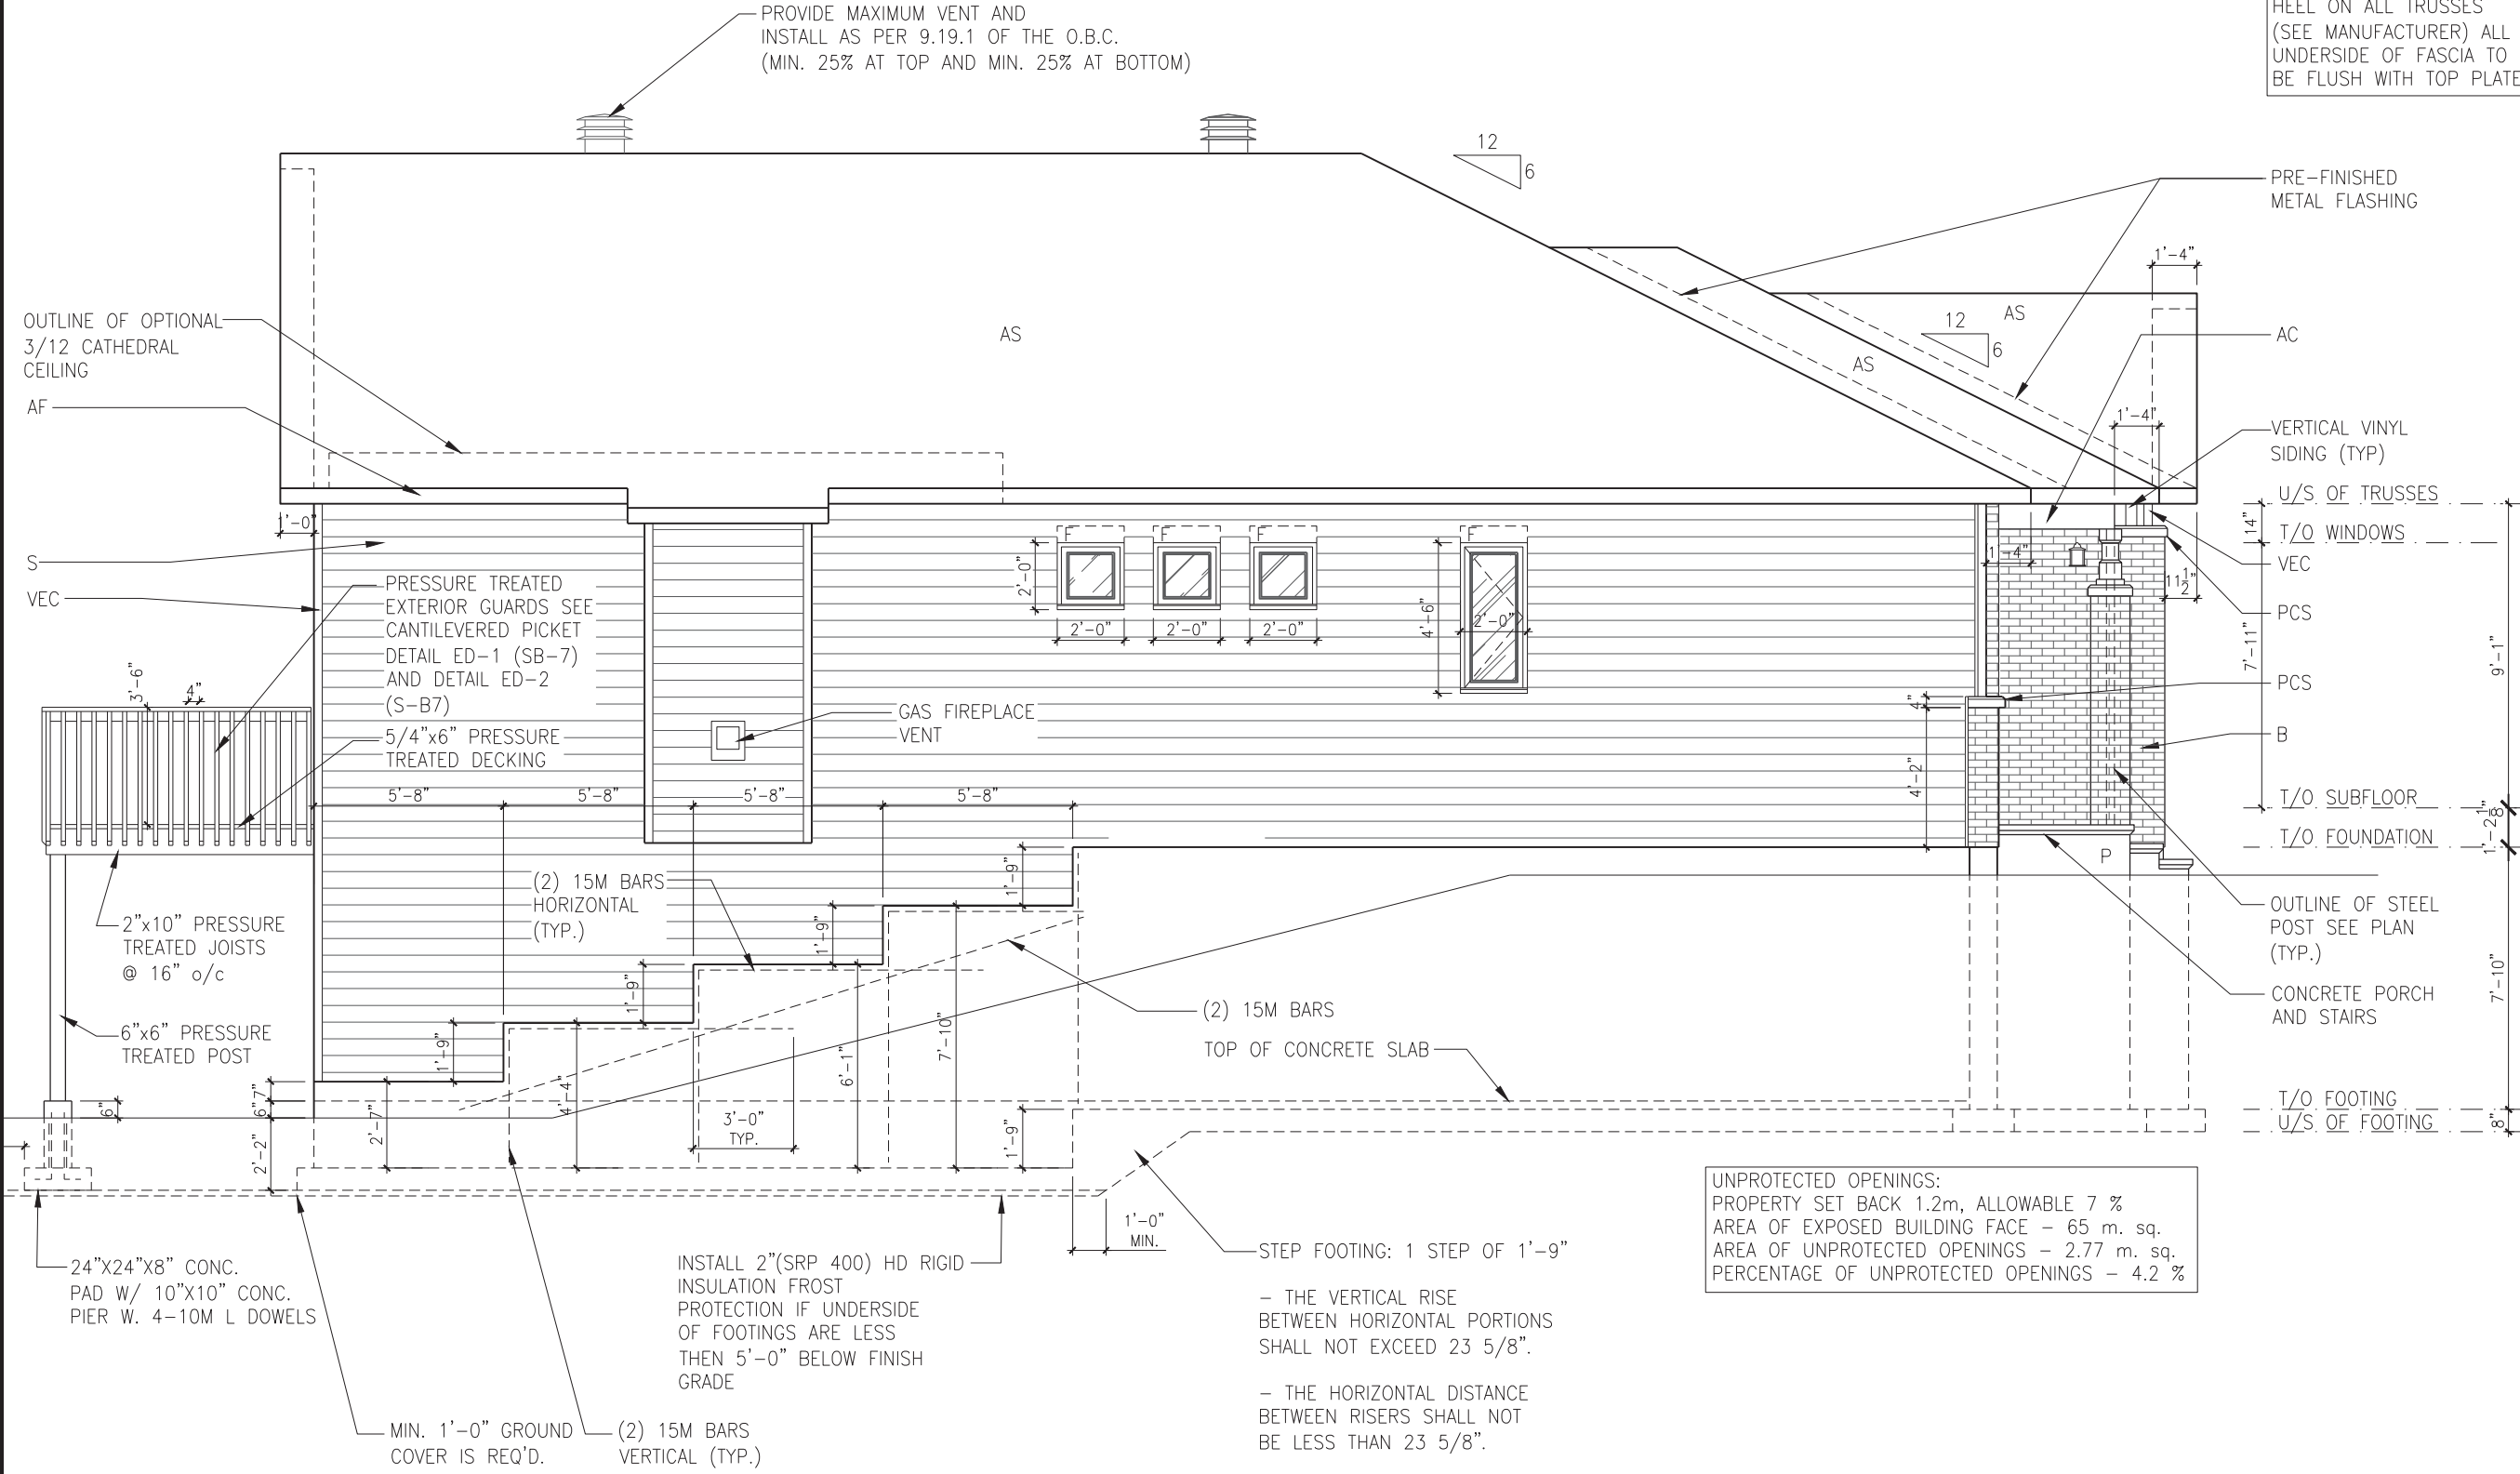 PROVIDE MAXIMUM VENT AND
INSTALL AS PER 9.19.1 OF THE O.B.C.
(MIN. 25% AT TOP AND MIN. 25% AT BOTTOM)
HEEL ON ALL TRUSSES
(SEE MANUFACTURER) ALL
UNDERSIDE OF FASCIA TO
BE FLUSH WITH TOP PLATE
12
6
PRE-FINISHED
METAL FLASHING
1'-4"
OUTLINE OF OPTIONAL
3/12 CATHEDRAL
CEILING
AF
AS
12
6
AS
AS
AC
1'-4"
VERTICAL VINYL
SIDING (TYP)
U/S OF TRUSSES
14"
T/O WINDOWS
VEC
PCS
PCS
B
7'-11"
9'-1"
T/O SUBFLOOR
1'-2 1/8"
T/O FOUNDATION
1'-0"
S
VEC
PRESSURE TREATED
EXTERIOR GUARDS SEE
CANTILEVERED PICKET
DETAIL ED-1 (SB-7)
AND DETAIL ED-2
(S-B7)
5/4"x6" PRESSURE
TREATED DECKING
3'-6"
4"
F
F
F
F
2'-0"
2'-0"
2'-0"
2'-0"
4'-6"
2'-0"
1'-4"
11 1/2"
GAS FIREPLACE
VENT
4"
4'-2"
5'-8"
5'-8"
5'-8"
5'-8"
P
2"x10" PRESSURE
TREATED JOISTS
@ 16" o/c
6"x6" PRESSURE
TREATED POST
(2) 15M BARS
HORIZONTAL
(TYP.)
1'-9"
1'-9"
1'-9"
1'-9"
(2) 15M BARS
TOP OF CONCRETE SLAB
OUTLINE OF STEEL
POST SEE PLAN
(TYP.)
CONCRETE PORCH
AND STAIRS
7'-10"
T/O FOOTING
U/S OF FOOTING
8"
6"
7"
6"
2'-2"
2'-7"
4'-4"
6'-1"
7'-10"
3'-0"
TYP.
1'-9"
1'-0"
MIN.
24"X24"X8" CONC.
PAD W/ 10"X10" CONC.
PIER W. 4-10M L DOWELS
MIN. 1'-0" GROUND
COVER IS REQ'D.
(2) 15M BARS
VERTICAL (TYP.)
INSTALL 2"(SRP 400) HD RIGID
INSULATION FROST
PROTECTION IF UNDERSIDE
OF FOOTINGS ARE LESS
THEN 5'-0" BELOW FINISH
GRADE
STEP FOOTING: 1 STEP OF 1'-9"
- THE VERTICAL RISE
BETWEEN HORIZONTAL PORTIONS
SHALL NOT EXCEED 23 5/8".
- THE HORIZONTAL DISTANCE
BETWEEN RISERS SHALL NOT
BE LESS THAN 23 5/8".
UNPROTECTED OPENINGS:
PROPERTY SET BACK 1.2m, ALLOWABLE 7 %
AREA OF EXPOSED BUILDING FACE - 65 m. sq.
AREA OF UNPROTECTED OPENINGS - 2.77 m. sq.
PERCENTAGE OF UNPROTECTED OPENINGS - 4.2 %